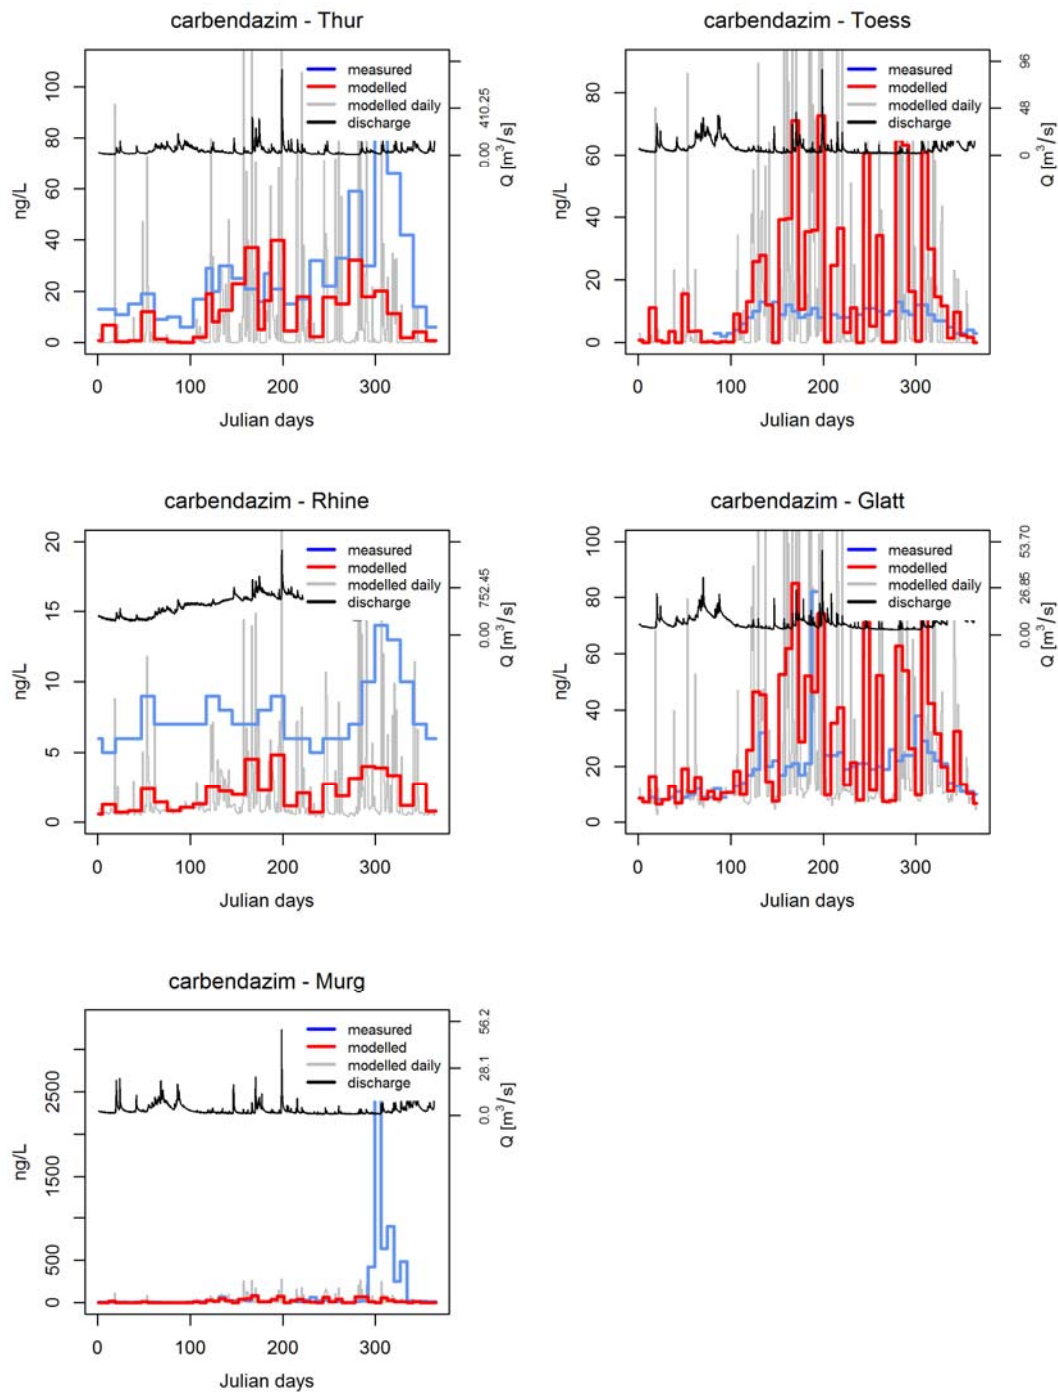 carbendazim - Thur
measured
modelled
modelled daily
discharge
100
80
60
40
20
0
ng/L
410.25
0.00
Q [m³/s]
0 100 200 300
Julian days
carbendazim - Toess
measured
modelled
modelled daily
discharge
80
60
40
20
0
ng/L
96
48
0
Q [m³/s]
0 100 200 300
Julian days
carbendazim - Rhine
measured
modelled
modelled daily
discharge
20
15
10
5
0
ng/L
752.45
0.00
Q [m³/s]
0 100 200 300
Julian days
carbendazim - Glatt
measured
modelled
modelled daily
discharge
100
80
60
40
20
0
ng/L
53.70
26.85
0.00
Q [m³/s]
0 100 200 300
Julian days
carbendazim - Murg
measured
modelled
modelled daily
discharge
2500
1500
500
0
ng/L
56.2
28.1
0.0
Q [m³/s]
0 100 200 300
Julian days